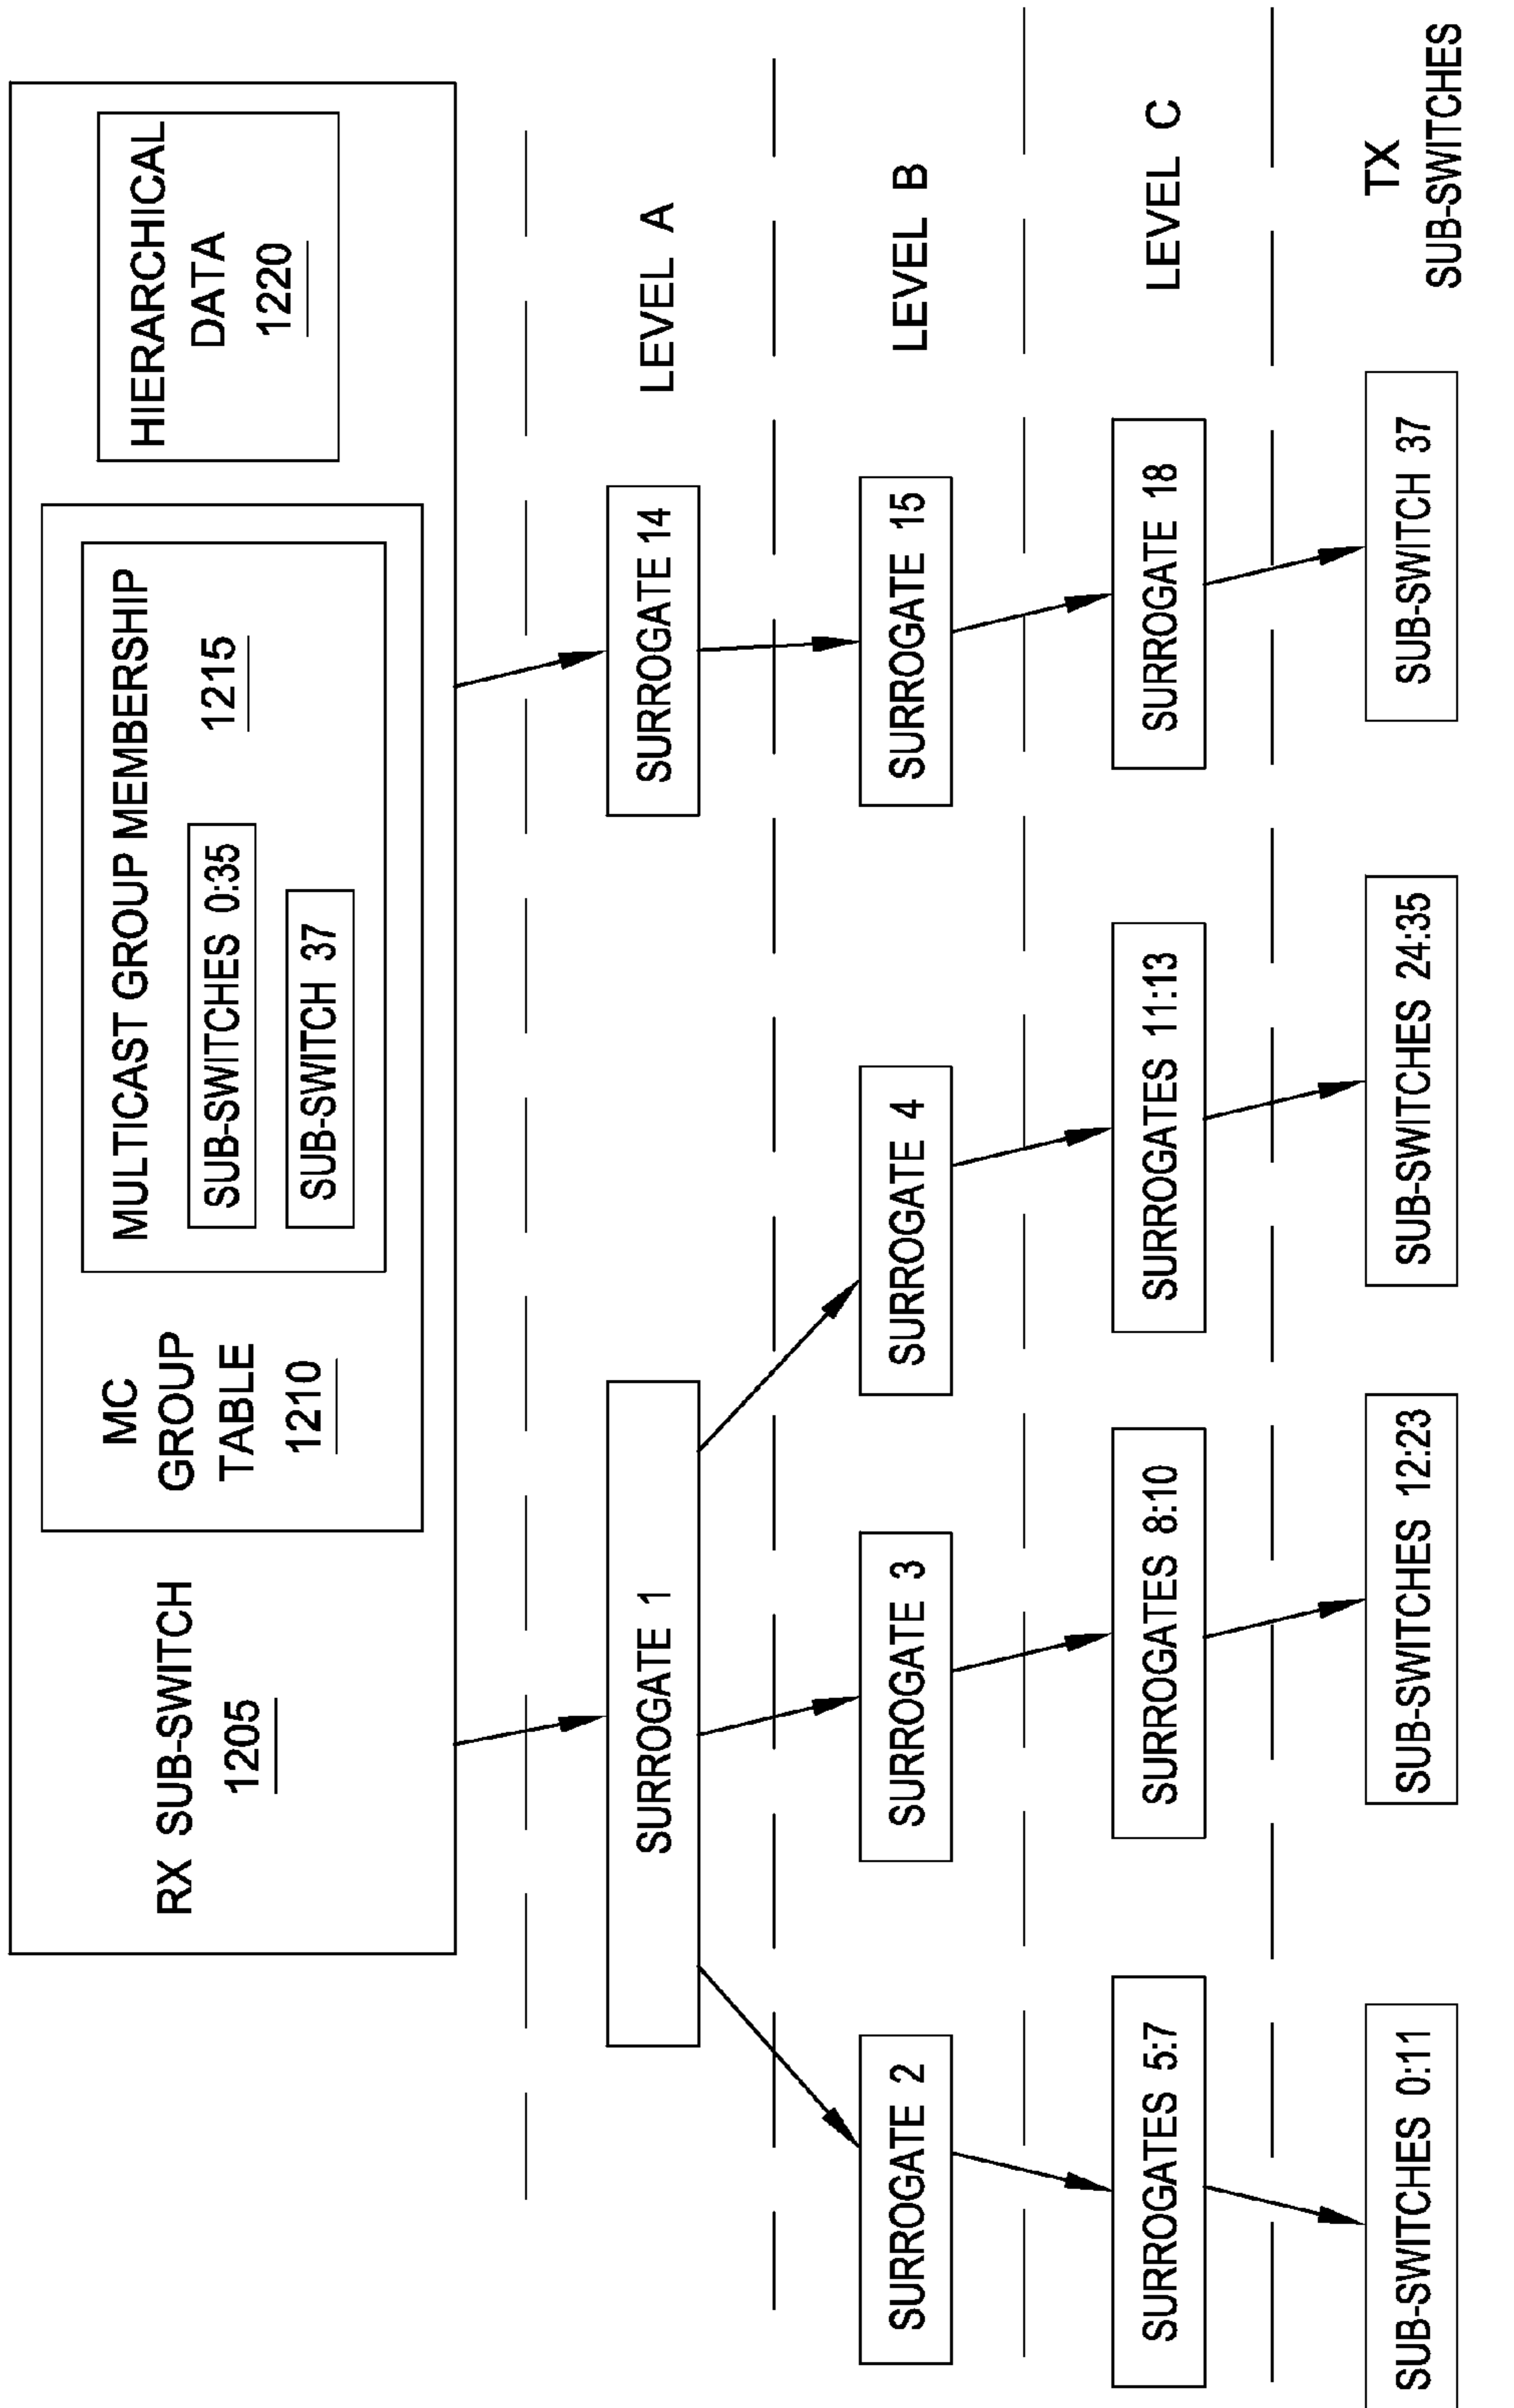 RX SUB-SWITCH
1205
MC
GROUP
TABLE
1210
MULTICAST GROUP MEMBERSHIP
1215
SUB-SWITCHES 0:35
SUB-SWITCH 37
HIERARCHICAL
DATA
1220
SURROGATE 1
SURROGATE 14
LEVEL A
SURROGATE 2
SURROGATE 3
SURROGATE 4
SURROGATE 15
LEVEL B
SURROGATES 5:7
SURROGATES 8:10
SURROGATES 11:13
SURROGATE 18
LEVEL C
SUB-SWITCHES 0:11
SUB-SWITCHES 12:23
SUB-SWITCHES 24:35
SUB-SWITCH 37
TX
SUB-SWITCHES